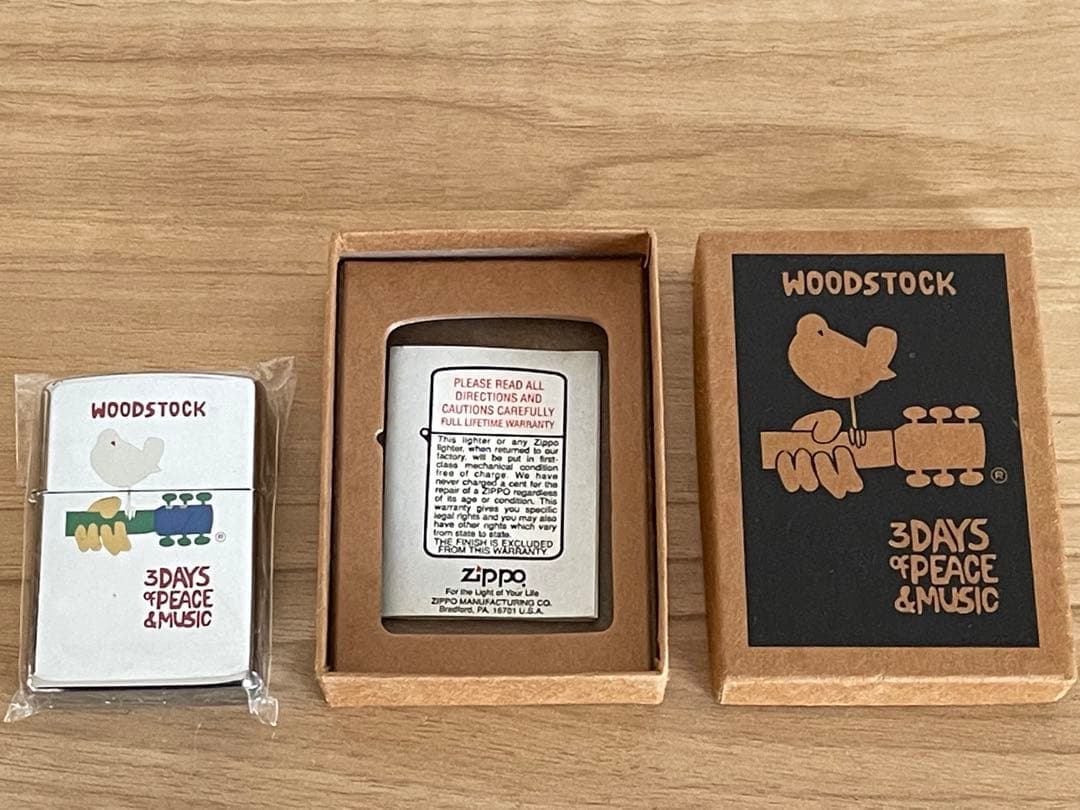 WOODSTOCK
®
3 DAYS
OF PEACE
& MUSIC
PLEASE READ ALL
DIRECTIONS AND
CAUTIONS CAREFULLY
FULL LIFETIME WARRANTY
This lighter or any Zippo
lighter, when returned to our
factory, will be put in first-
class mechanical condition
free of charge. We have
never charged a cent for the
repair of a ZIPPO regardless
of its age or condition. This
warranty gives you specific
legal rights and you may also
have other rights which vary
from state to state.
THE FINISH IS EXCLUDED
FROM THIS WARRANTY
Zippo
For the Light of Your Life
ZIPPO MANUFACTURING CO.
Bradford, PA. 16701 U.S.A.
WOODSTOCK
®
3 DAYS
OF PEACE
& MUSIC